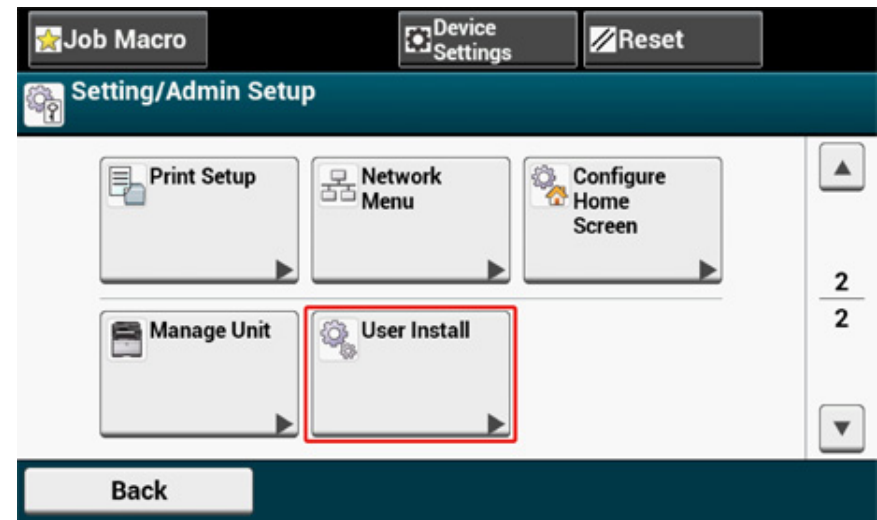 Job Macro
Device
Settings
Reset
Setting/Admin Setup
Print Setup
Network
Menu
Configure
Home
Screen
2
2
Manage Unit
User Install
Back